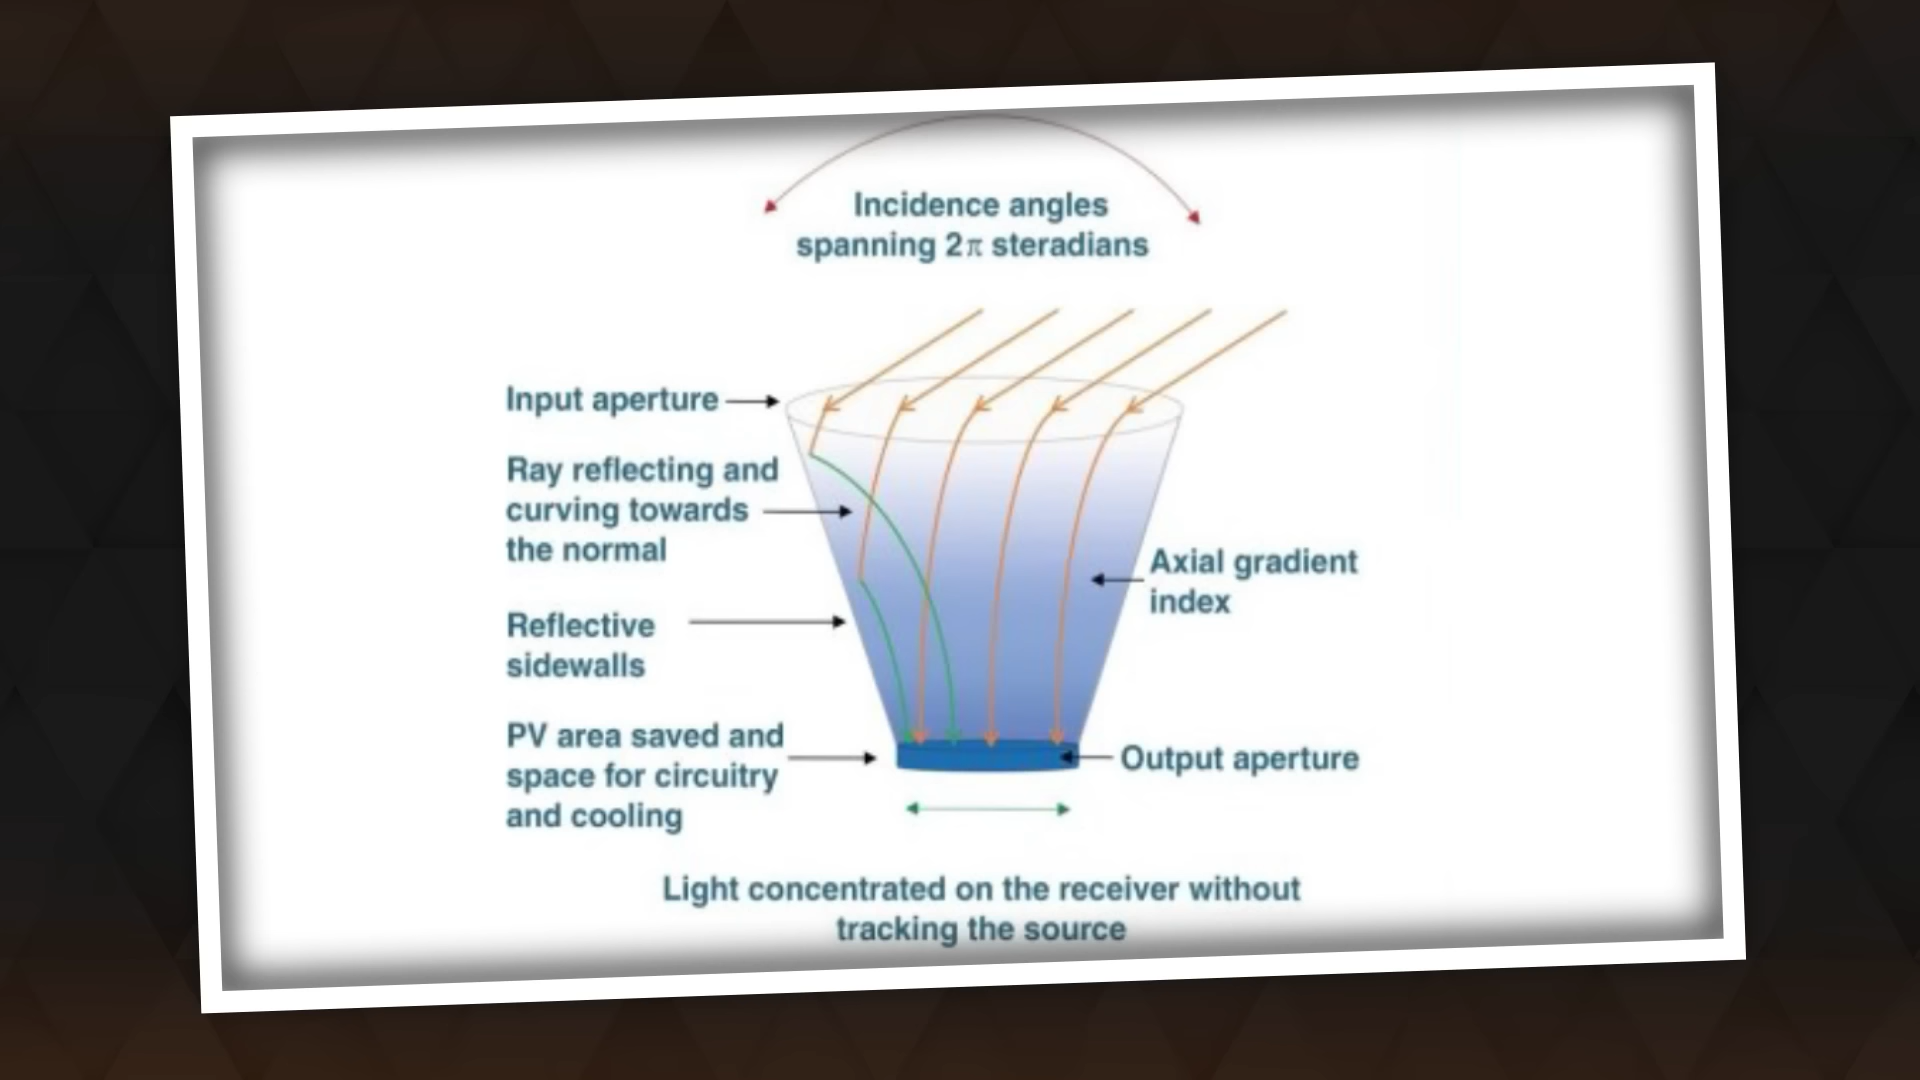 Incidence angles
spanning 2π steradians
Input aperture
Ray reflecting and
curving towards
the normal
Axial gradient
index
Reflective
sidewalls
PV area saved and
space for circuitry
and cooling
Output aperture
Light concentrated on the receiver without
tracking the source